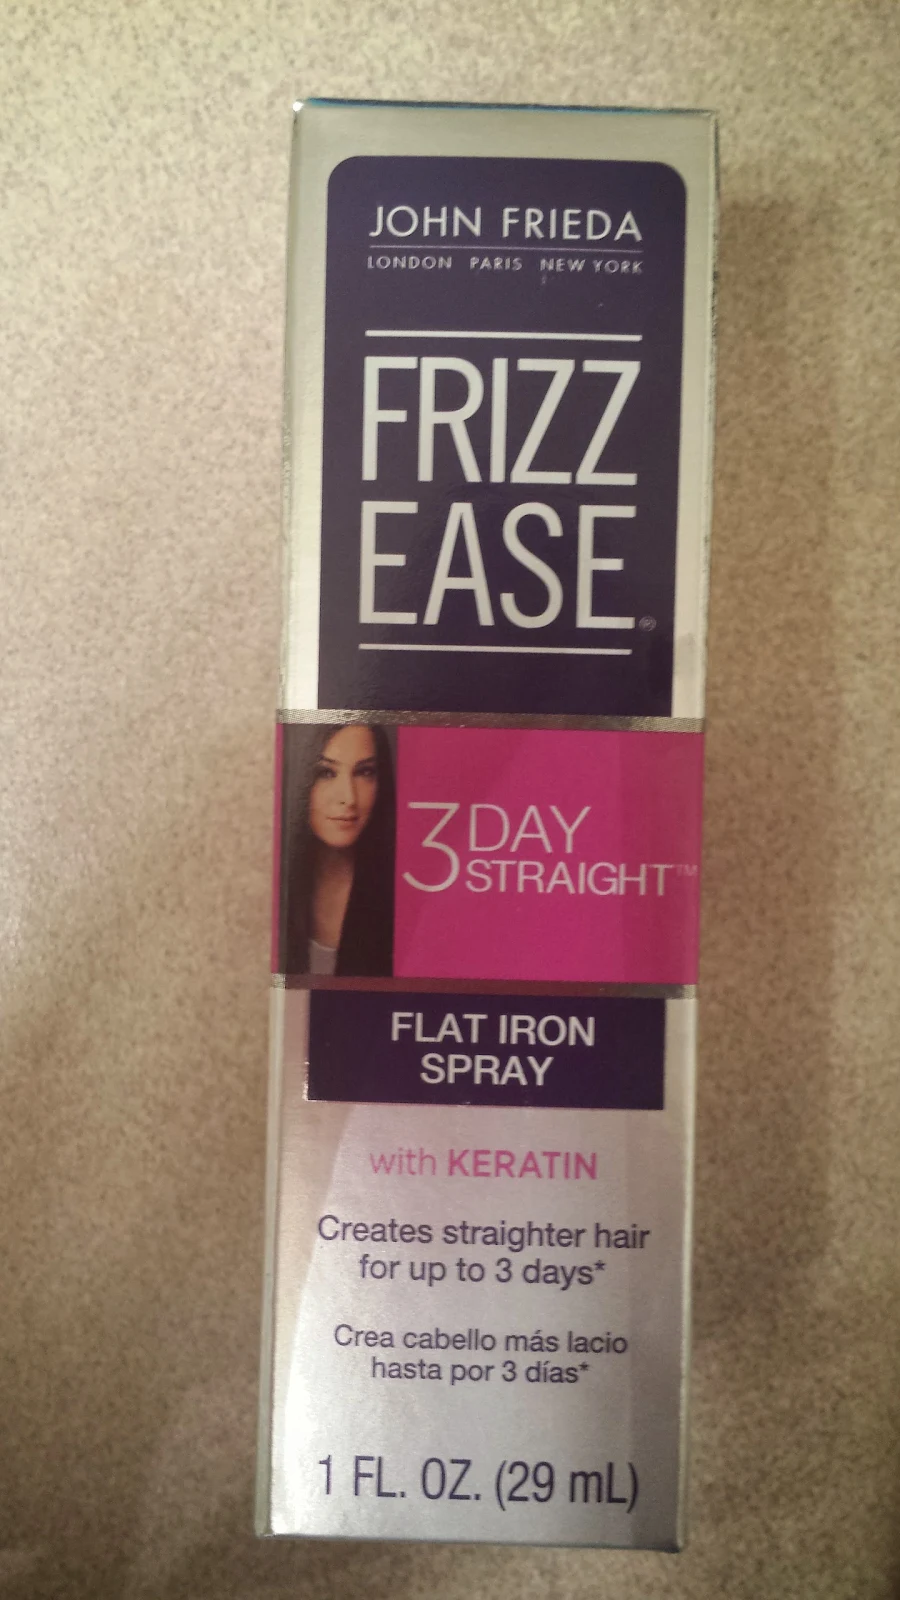 JOHN FRIEDA
LONDON PARIS NEW YORK
FRIZZ
EASE®
3 DAY
STRAIGHT™
FLAT IRON
SPRAY
with KERATIN
Creates straighter hair
for up to 3 days*
Crea cabello más lacio
hasta por 3 días*
1 FL. OZ. (29 mL)